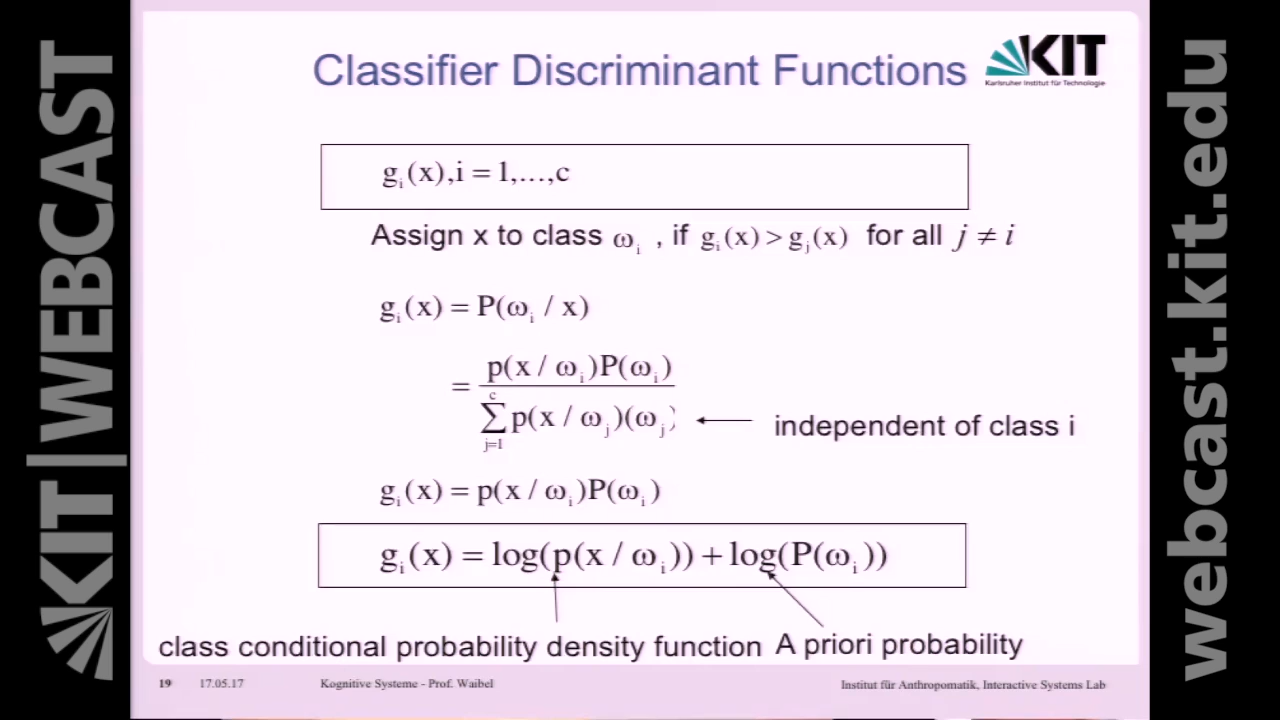 KIT|WEBCAST
Classifier Discriminant Functions
KIT
Karlsruher Institut für Technologie
gᵢ(x),i = 1,...,c
Assign x to class ωᵢ , if gᵢ(x) > gⱼ(x) for all j ≠ i
gᵢ(x) = P(ωᵢ / x)
= p(x / ωᵢ)P(ωᵢ)
c
∑ p(x / ωⱼ)(ωⱼ)
j=1
independent of class i
gᵢ(x) = p(x / ωᵢ)P(ωᵢ)
gᵢ(x) = log(p(x / ωᵢ)) + log(P(ωᵢ))
class conditional probability density function A priori probability
19 17.05.17 Kognitive Systeme - Prof. Waibel Institut für Anthropomatik, Interactive Systems Lab
webcast.kit.edu